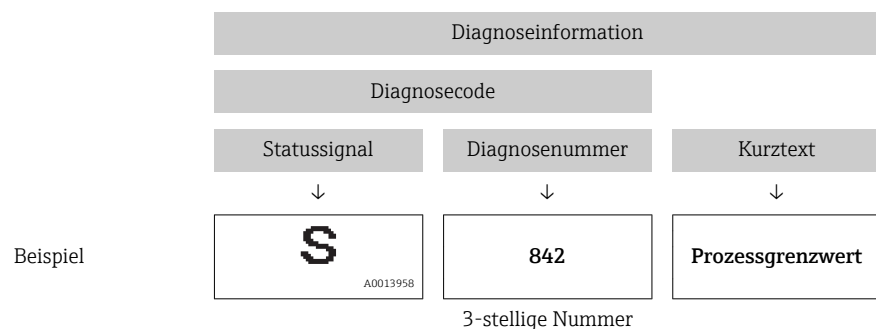 Diagnoseinformation
Diagnosecode
Statussignal Diagnosenummer Kurztext
↓ ↓ ↓
Beispiel S 842 Prozessgrenzwert
A0013958
3-stellige Nummer